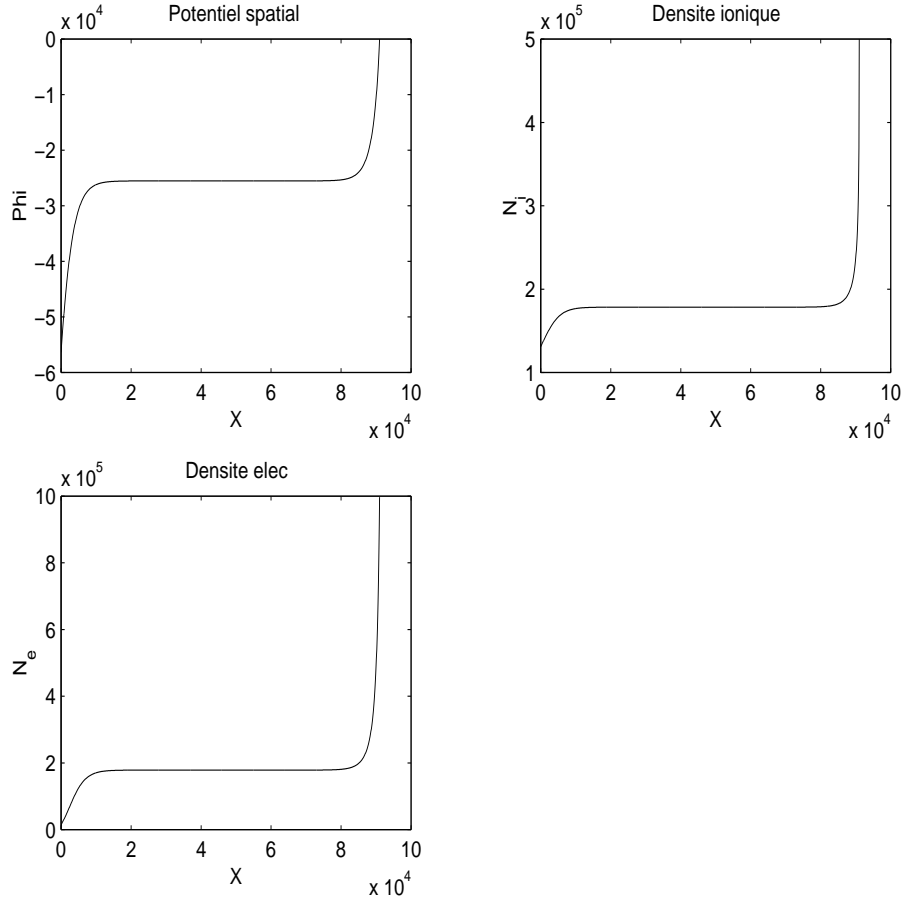 Potentiel spatial
x 10^4
0
−1
−2
−3
−4
−5
−6
Phi
0 2 4 6 8 10
X
x 10^4
Densite ionique
x 10^5
5
4
3
2
1
N_i
0 2 4 6 8 10
X
x 10^4
Densite elec
x 10^5
10
8
6
4
2
0
N_e
0 2 4 6 8 10
X
x 10^4